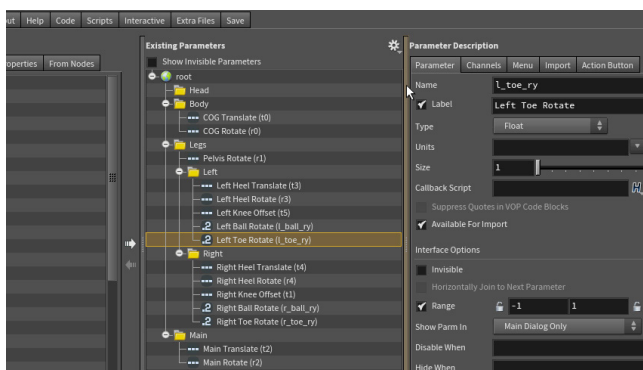 Help Code Scripts Interactive Extra Files Save
From Nodes
Existing Parameters
Show Invisible Parameters
root
Head
Body
COG Translate (t0)
COG Rotate (r0)
Legs
Pelvis Rotate (r1)
Left
Left Heel Translate (t3)
Left Heel Rotate (r3)
Left Knee Offset (t5)
Left Ball Rotate (l_ball_ry)
Left Toe Rotate (l_toe_ry)
Right
Right Heel Translate (t4)
Right Heel Rotate (r4)
Right Knee Offset (t1)
Right Ball Rotate (r_ball_ry)
Right Toe Rotate (r_toe_ry)
Main
Main Translate (t2)
Main Rotate (r2)
Parameter Description
Parameter Channels Menu Import Action Button
Name l_toe_ry
Label Left Toe Rotate
Type Float
Units
Size 1
Callback Script
Suppress Quotes in VOP Code Blocks
Available For Import
Interface Options
Invisible
Horizontally Join to Next Parameter
Range -1 1
Show Parm In Main Dialog Only
Disable When
Hide When